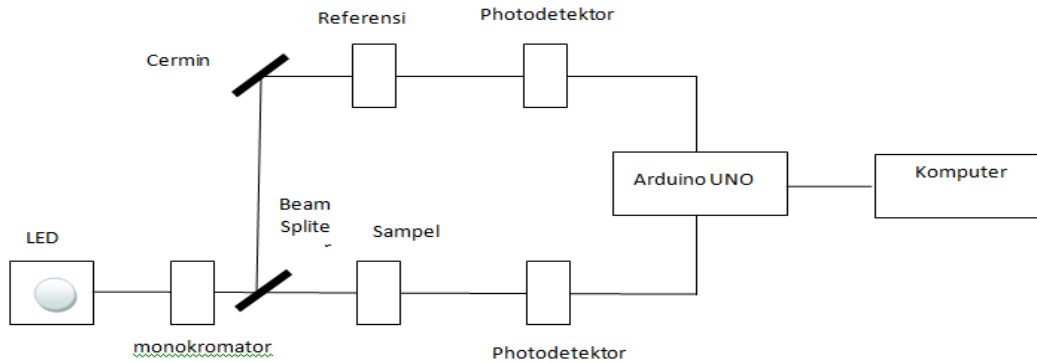 Referensi
Photodetektor
Cermin
Arduino UNO
Komputer
Beam
Splite
r
Sampel
LED
monokromator
Photodetektor